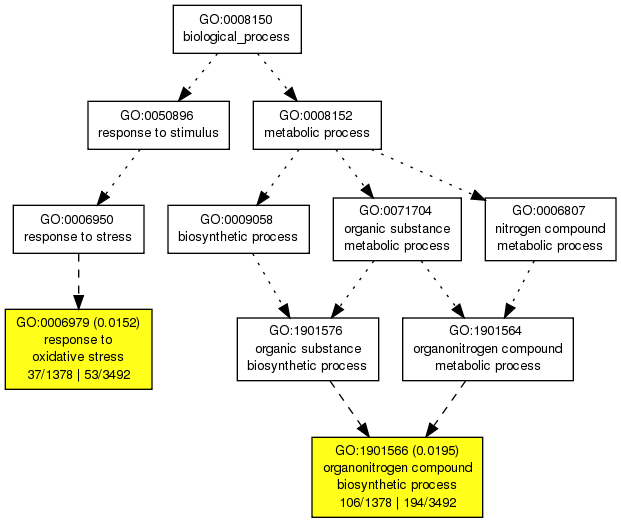 GO:0008150
biological_process
GO:0050896
response to stimulus
GO:0008152
metabolic process
GO:0006950
response to stress
GO:0009058
biosynthetic process
GO:0071704
organic substance
metabolic process
GO:0006807
nitrogen compound
metabolic process
GO:0006979 (0.0152)
response to
oxidative stress
37/1378 | 53/3492
GO:1901576
organic substance
biosynthetic process
GO:1901564
organonitrogen compound
metabolic process
GO:1901566 (0.0195)
organonitrogen compound
biosynthetic process
106/1378 | 194/3492